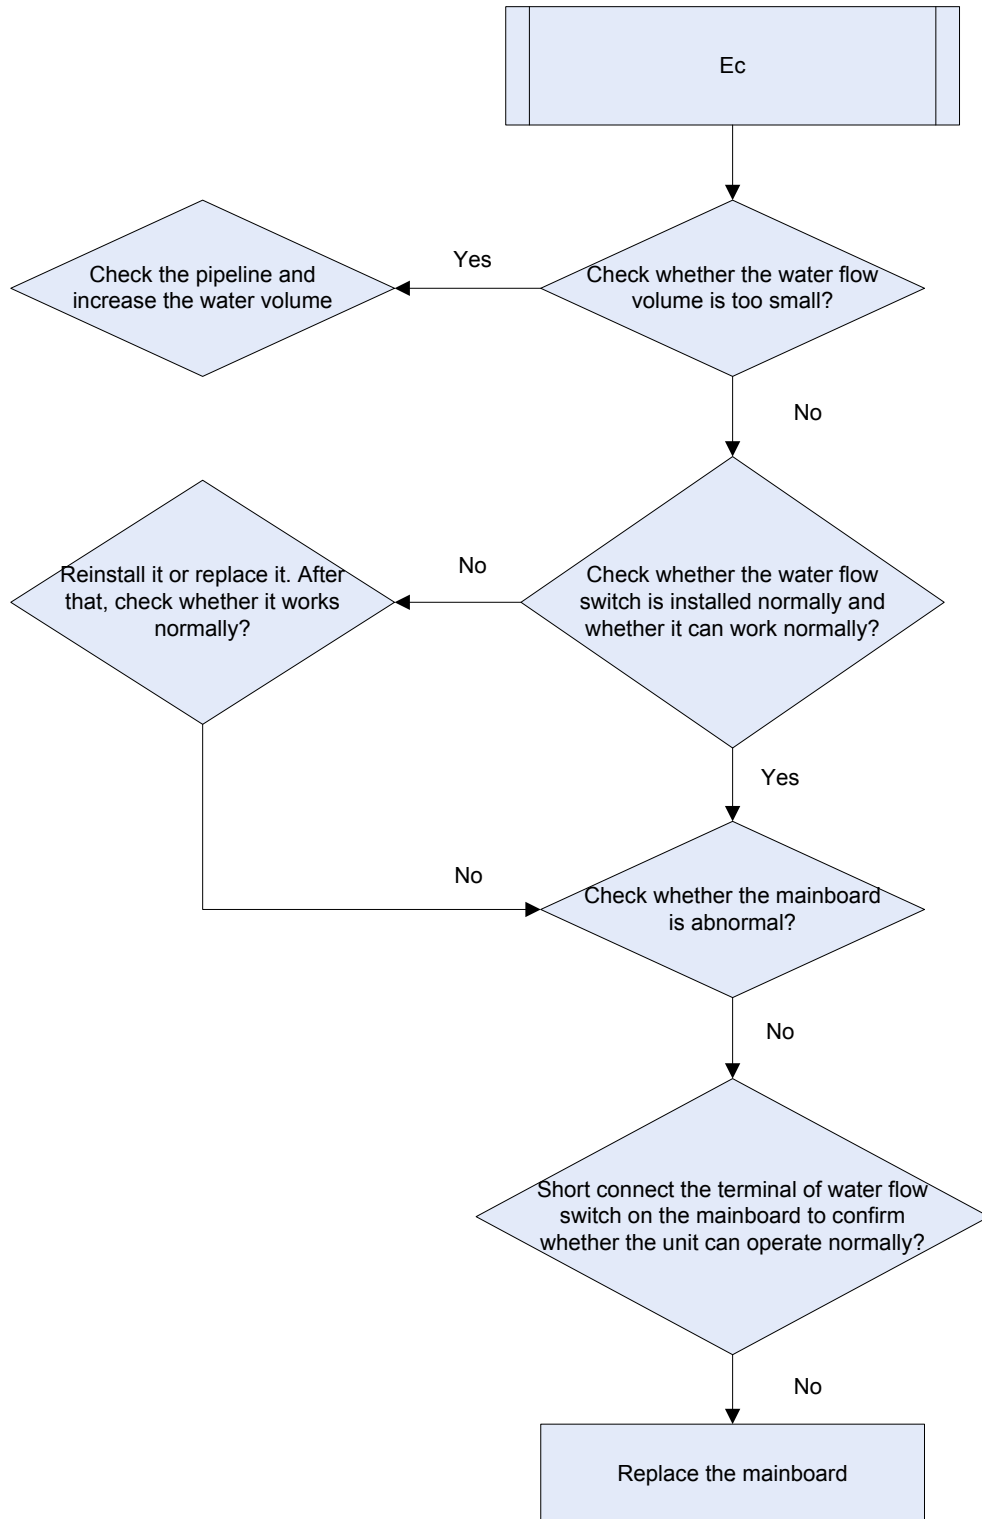 Ec
Check whether the water flow
volume is too small?
Yes
Check the pipeline and
increase the water volume
No
Check whether the water flow
switch is installed normally and
whether it can work normally?
No
Reinstall it or replace it. After
that, check whether it works
normally?
Yes
No
Check whether the mainboard
is abnormal?
No
Short connect the terminal of water flow
switch on the mainboard to confirm
whether the unit can operate normally?
No
Replace the mainboard